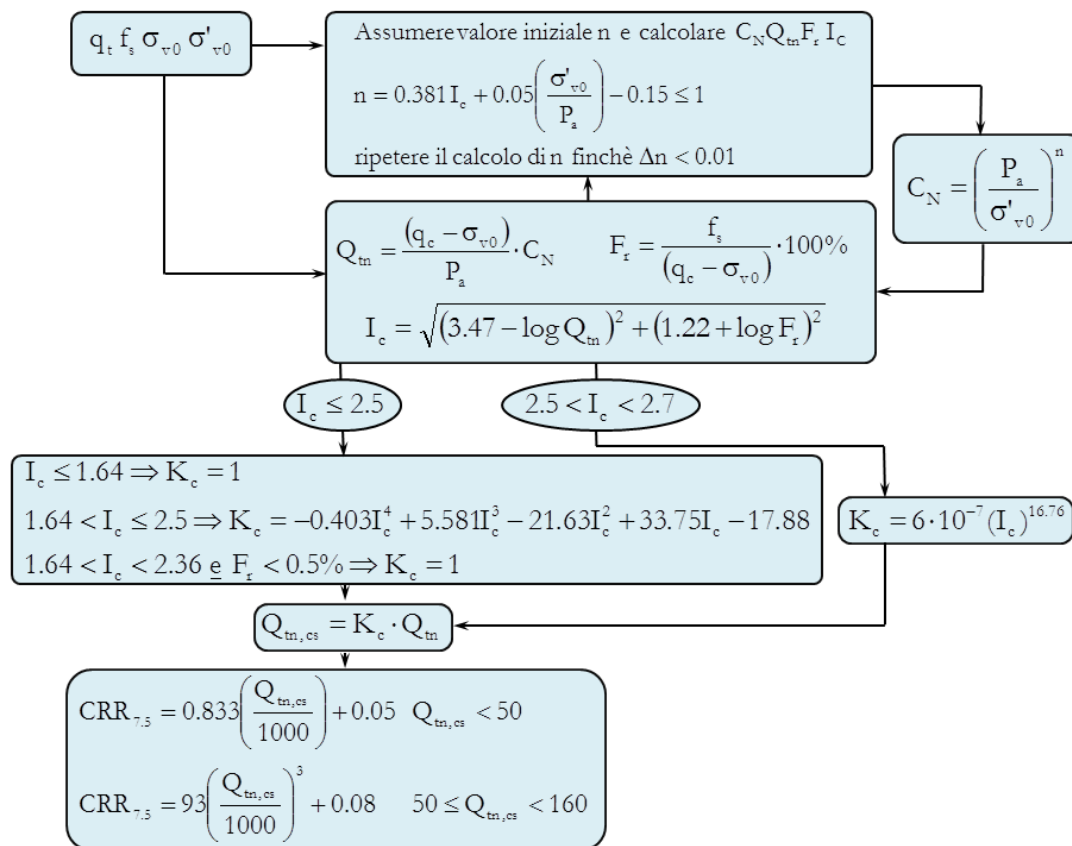 q_t f_s σ_v0 σ'_v0
Assumere valore iniziale n e calcolare C_N Q_tn F_r I_C
n = 0.381 I_c + 0.05 (σ'_v0 / P_a) − 0.15 ≤ 1
ripetere il calcolo di n finchè Δn < 0.01
C_N = (P_a / σ'_v0)^n
Q_tn = (q_c − σ_v0) / P_a · C_N    F_r = f_s / (q_c − σ_v0) · 100%
I_c = √((3.47 − log Q_tn)^2 + (1.22 + log F_r)^2)
I_c ≤ 2.5
2.5 < I_c < 2.7
I_c ≤ 1.64 ⇒ K_c = 1
1.64 < I_c ≤ 2.5 ⇒ K_c = −0.403I_c^4 + 5.581I_c^3 − 21.63I_c^2 + 33.75I_c − 17.88
1.64 < I_c < 2.36 e F_r < 0.5% ⇒ K_c = 1
K_c = 6·10^−7 (I_c)^16.76
Q_tn,cs = K_c · Q_tn
CRR_7.5 = 0.833 (Q_tn,cs / 1000) + 0.05  Q_tn,cs < 50
CRR_7.5 = 93 (Q_tn,cs / 1000)^3 + 0.08  50 ≤ Q_tn,cs < 160